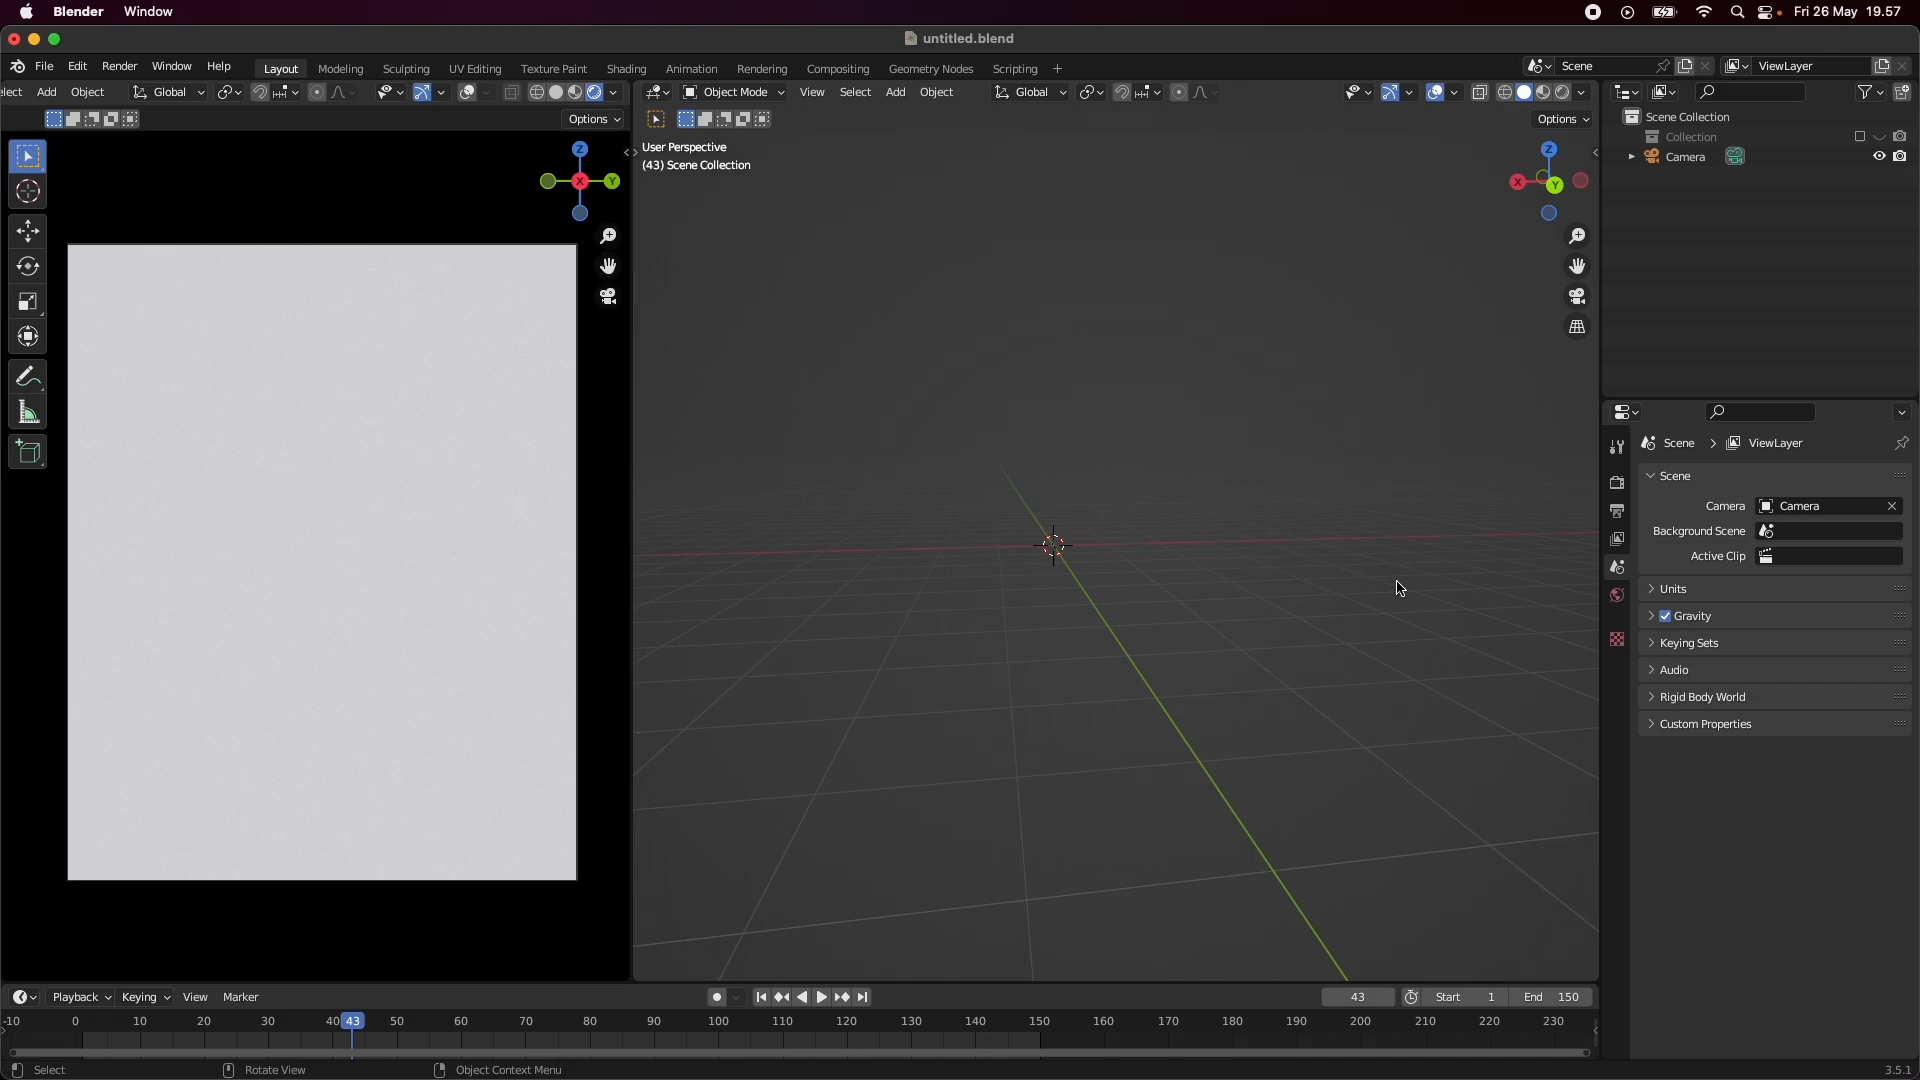 Blender Window Fri 26 May 19.57
untitled.blend
File Edit Render Window Help Layout Modeling Sculpting UV Editing Texture Paint Shading Animation Rendering Compositing Geometry Nodes Scripting + Scene ViewLayer
lect Add Object Global Object Mode View Select Add Object Global
Options Options
User Perspective
(43) Scene Collection
Z
X
Y
Z
X
Y
Scene Collection
Collection
Camera
Scene > ViewLayer
Scene
Camera Camera
Background Scene
Active Clip
Units
Gravity
Keying Sets
Audio
Rigid Body World
Custom Properties
Playback Keying View Marker 43 Start 1 End 150
-10 0 10 20 30 40 43 50 60 70 80 90 100 110 120 130 140 150 160 170 180 190 200 210 220 230
Select Rotate View Object Context Menu 3.5.1